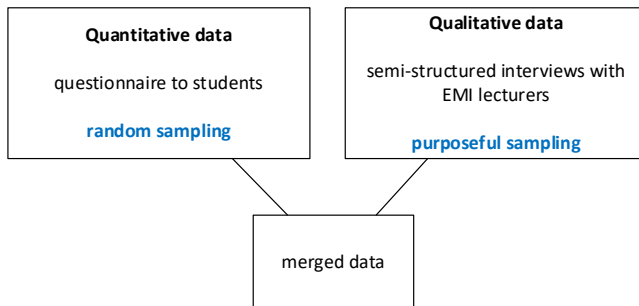 Quantitative data
questionnaire to students
random sampling
Qualitative data
semi-structured interviews with
EMI lecturers
purposeful sampling
merged data